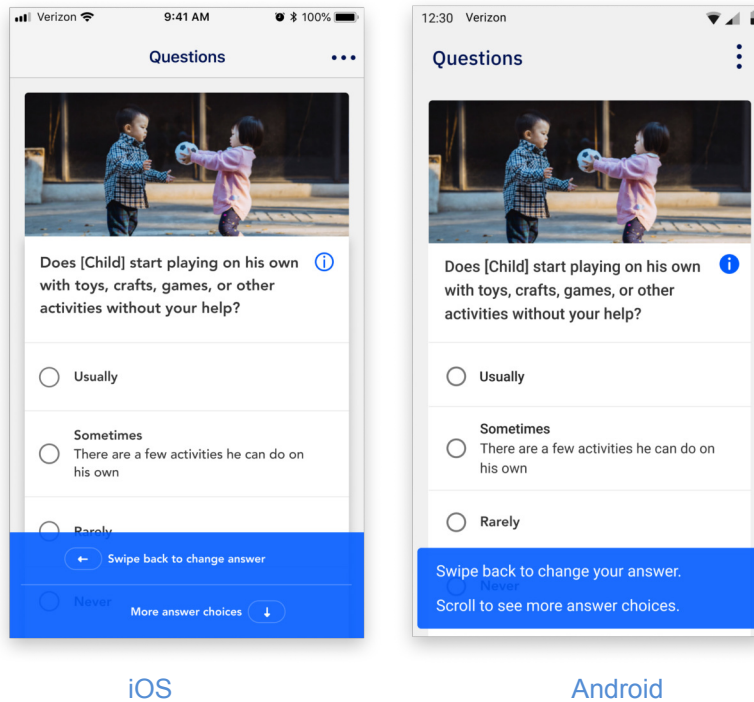 Verizon 9:41 AM 100%
Questions
Does [Child] start playing on his own
with toys, crafts, games, or other
activities without your help?
Usually
Sometimes
There are a few activities he can do on
his own
Rarely
Swipe back to change answer
Never
More answer choices
iOS
12:30 Verizon
Questions
Does [Child] start playing on his own
with toys, crafts, games, or other
activities without your help?
Usually
Sometimes
There are a few activities he can do on
his own
Rarely
Swipe back to change your answer.
Never
Scroll to see more answer choices.
Android